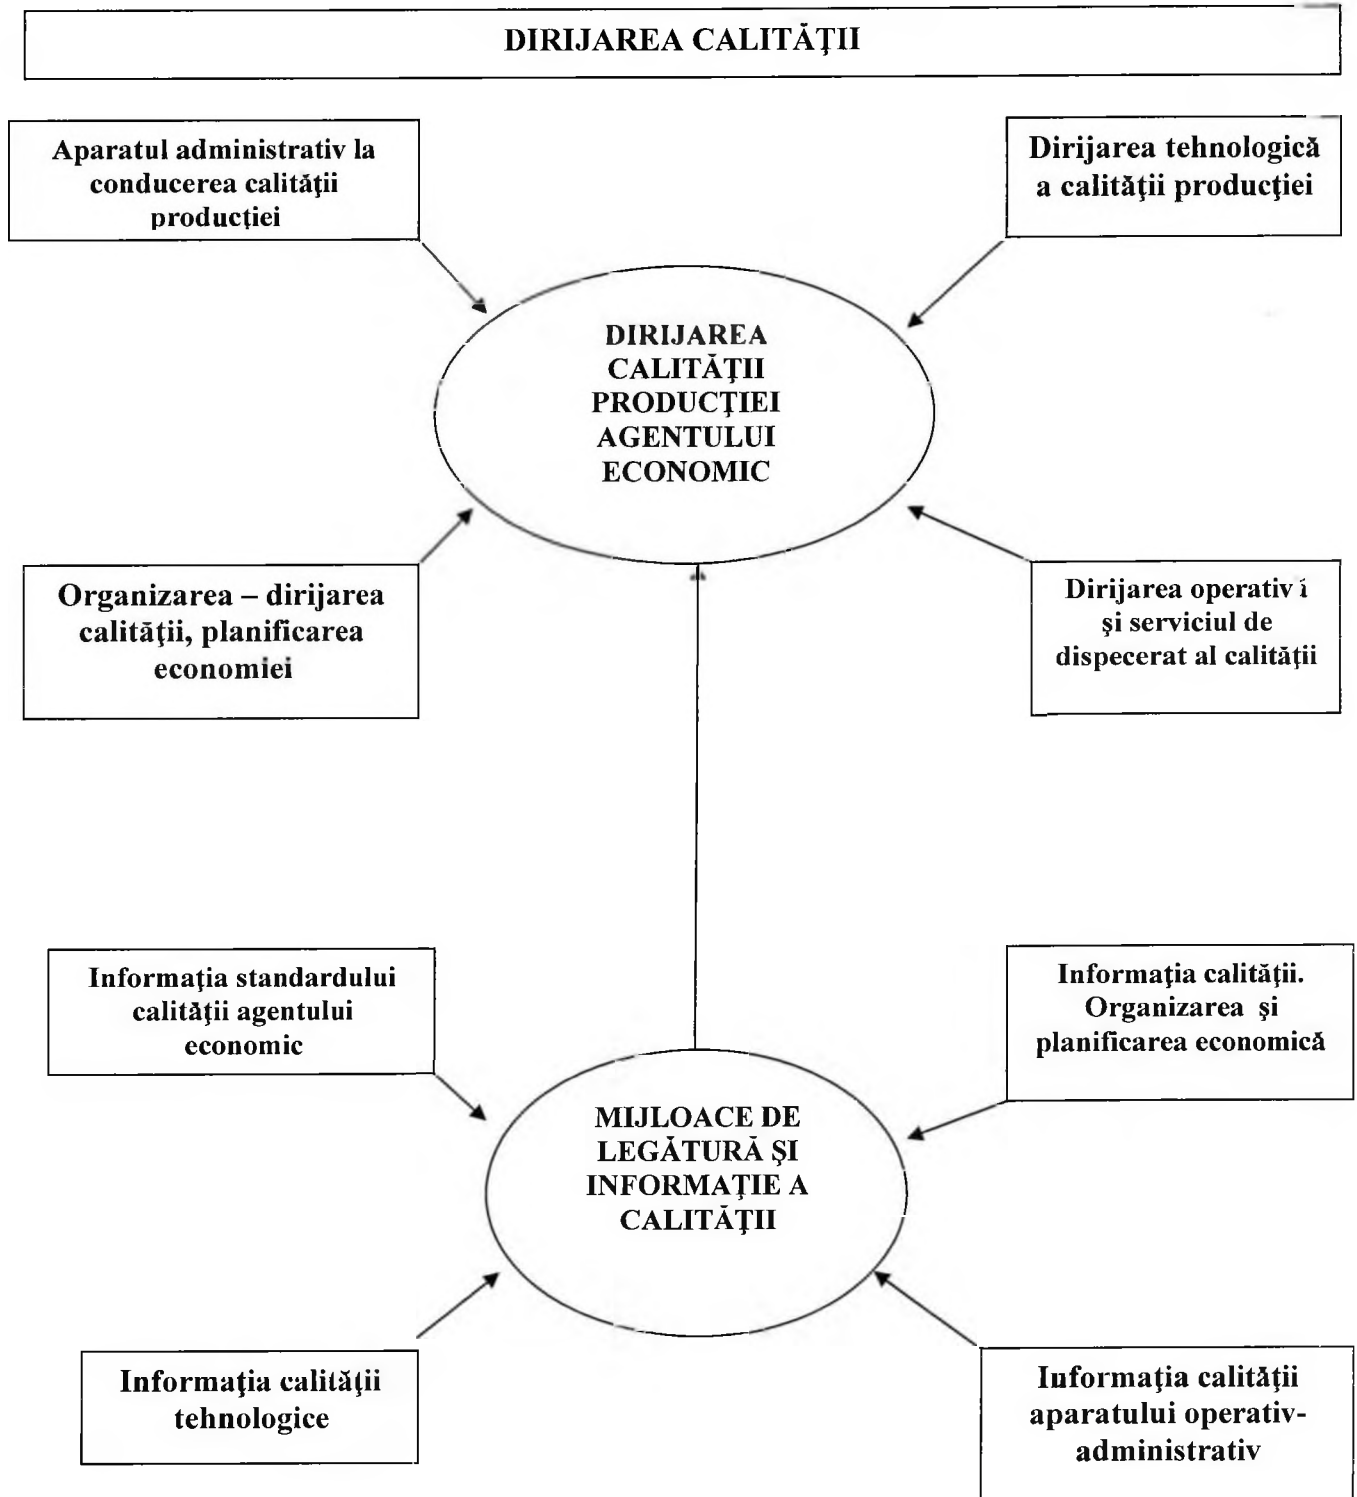 DIRIJAREA CALITĂŢII
Aparatul administrativ la
conducerea calităţii
producţiei
Dirijarea tehnologică
a calităţii producţiei
DIRIJAREA
CALITĂŢII
PRODUCŢIEI
AGENTULUI
ECONOMIC
Organizarea – dirijarea
calităţii, planificarea
economiei
Dirijarea operativă
şi serviciul de
dispecerat al calităţii
Informaţia standardului
calităţii agentului
economic
Informaţia calităţii.
Organizarea şi
planificarea economică
MIJLOACE DE
LEGĂTURĂ ŞI
INFORMAŢIE A
CALITĂŢII
Informaţia calităţii
tehnologice
Informaţia calităţii
aparatului operativ-
administrativ